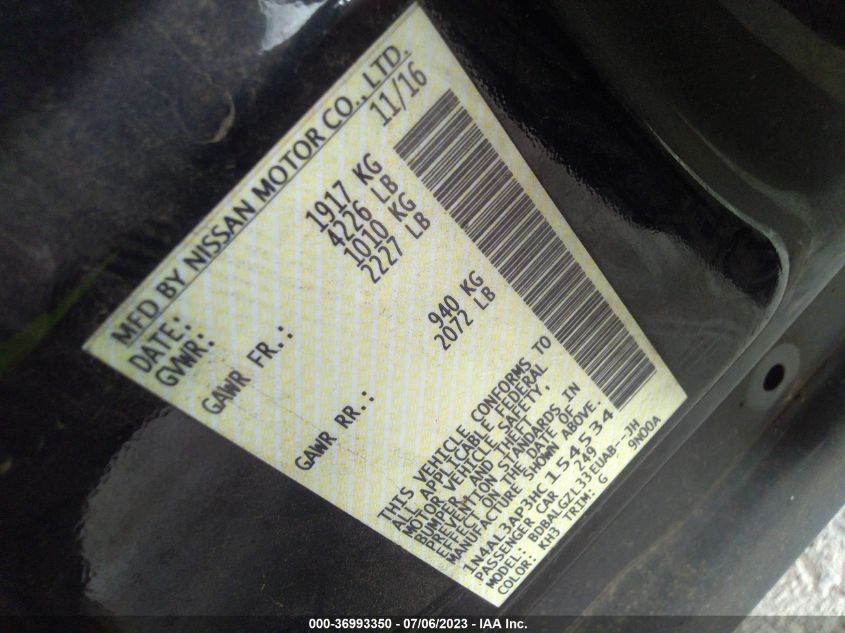 MFD BY NISSAN MOTOR CO., LTD.
DATE: 11/16
GVWR: 1917 KG
4226 LB
GAWR FR.: 1010 KG
2227 LB
GAWR RR.: 940 KG
2072 LB
THIS VEHICLE CONFORMS TO
ALL APPLICABLE FEDERAL
MOTOR VEHICLE SAFETY,
BUMPER, AND THEFT
PREVENTION STANDARDS IN
EFFECT ON THE DATE OF
MANUFACTURE SHOWN ABOVE.
1N4AL3AP3HC154534
PASSENGER CAR 249
MODEL: BDBALGZL33EUAB--JH
COLOR: KH3 TRIM: G 9N00A
000-36993350 - 07/06/2023 - IAA Inc.